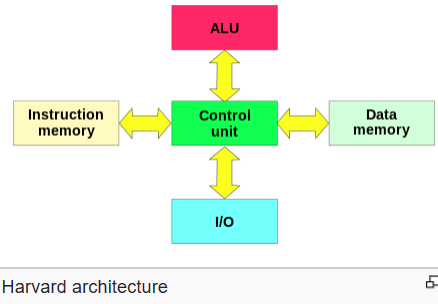 ALU
Instruction
memory
Control
unit
Data
memory
I/O
Harvard architecture